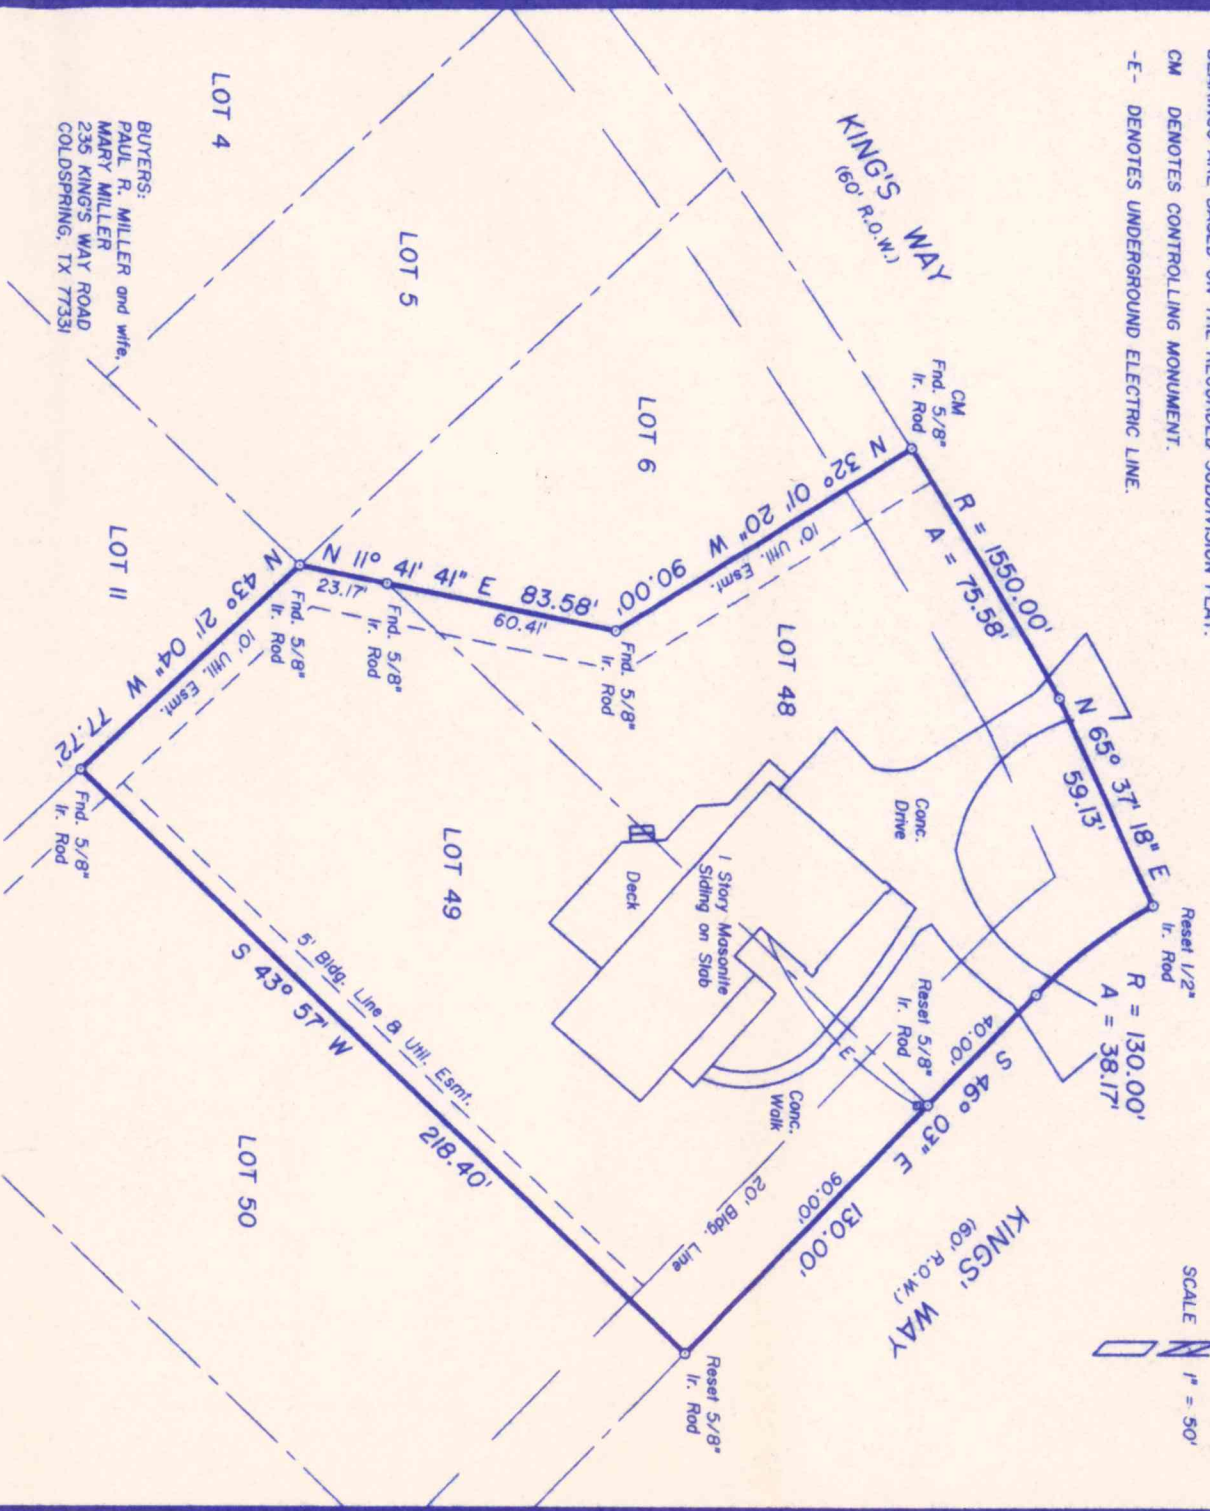 BEARINGS ARE BASED ON THE RECORDED SUBDIVISION PLAT.
CM DENOTES CONTROLLING MONUMENT.
-E- DENOTES UNDERGROUND ELECTRIC LINE.
SCALE 1" = 50'
KING'S WAY
(60' R.O.W.)
CM
Fnd. 5/8"
Ir. Rod
R = 1550.00'
A = 75.58'
N 65° 37' 18" E
59.13'
Reset 1/2"
Ir. Rod
R = 130.00'
A = 38.17'
40.00'
S 46° 03" E
90.00'
130.00'
KINGS' WAY
(60' R.O.W.)
Reset 5/8"
Ir. Rod
Conc.
Drive
Conc.
Walk
20' Bldg. Line
E
Reset 5/8"
Ir. Rod
1 Story Masonite
Siding on Slab
Deck
LOT 48
N 32° 01' 20" W 90.00'
10' Util. Esmt.
Fnd. 5/8"
Ir. Rod
LOT 6
LOT 5
LOT 4
N 11° 41' 41" E 83.58'
23.17'
60.41'
Fnd. 5/8"
Ir. Rod
Fnd. 5/8"
Ir. Rod
LOT 49
5' Bldg. Line & Util. Esmt.
S 43° 57' W 218.40'
N 43° 21' 04" W 77.72'
10' Util. Esmt.
Fnd. 5/8"
Ir. Rod
LOT 11
LOT 50
BUYERS:
PAUL R. MILLER and wife,
MARY MILLER
235 KING'S WAY ROAD
COLDSPRING, TX 77331